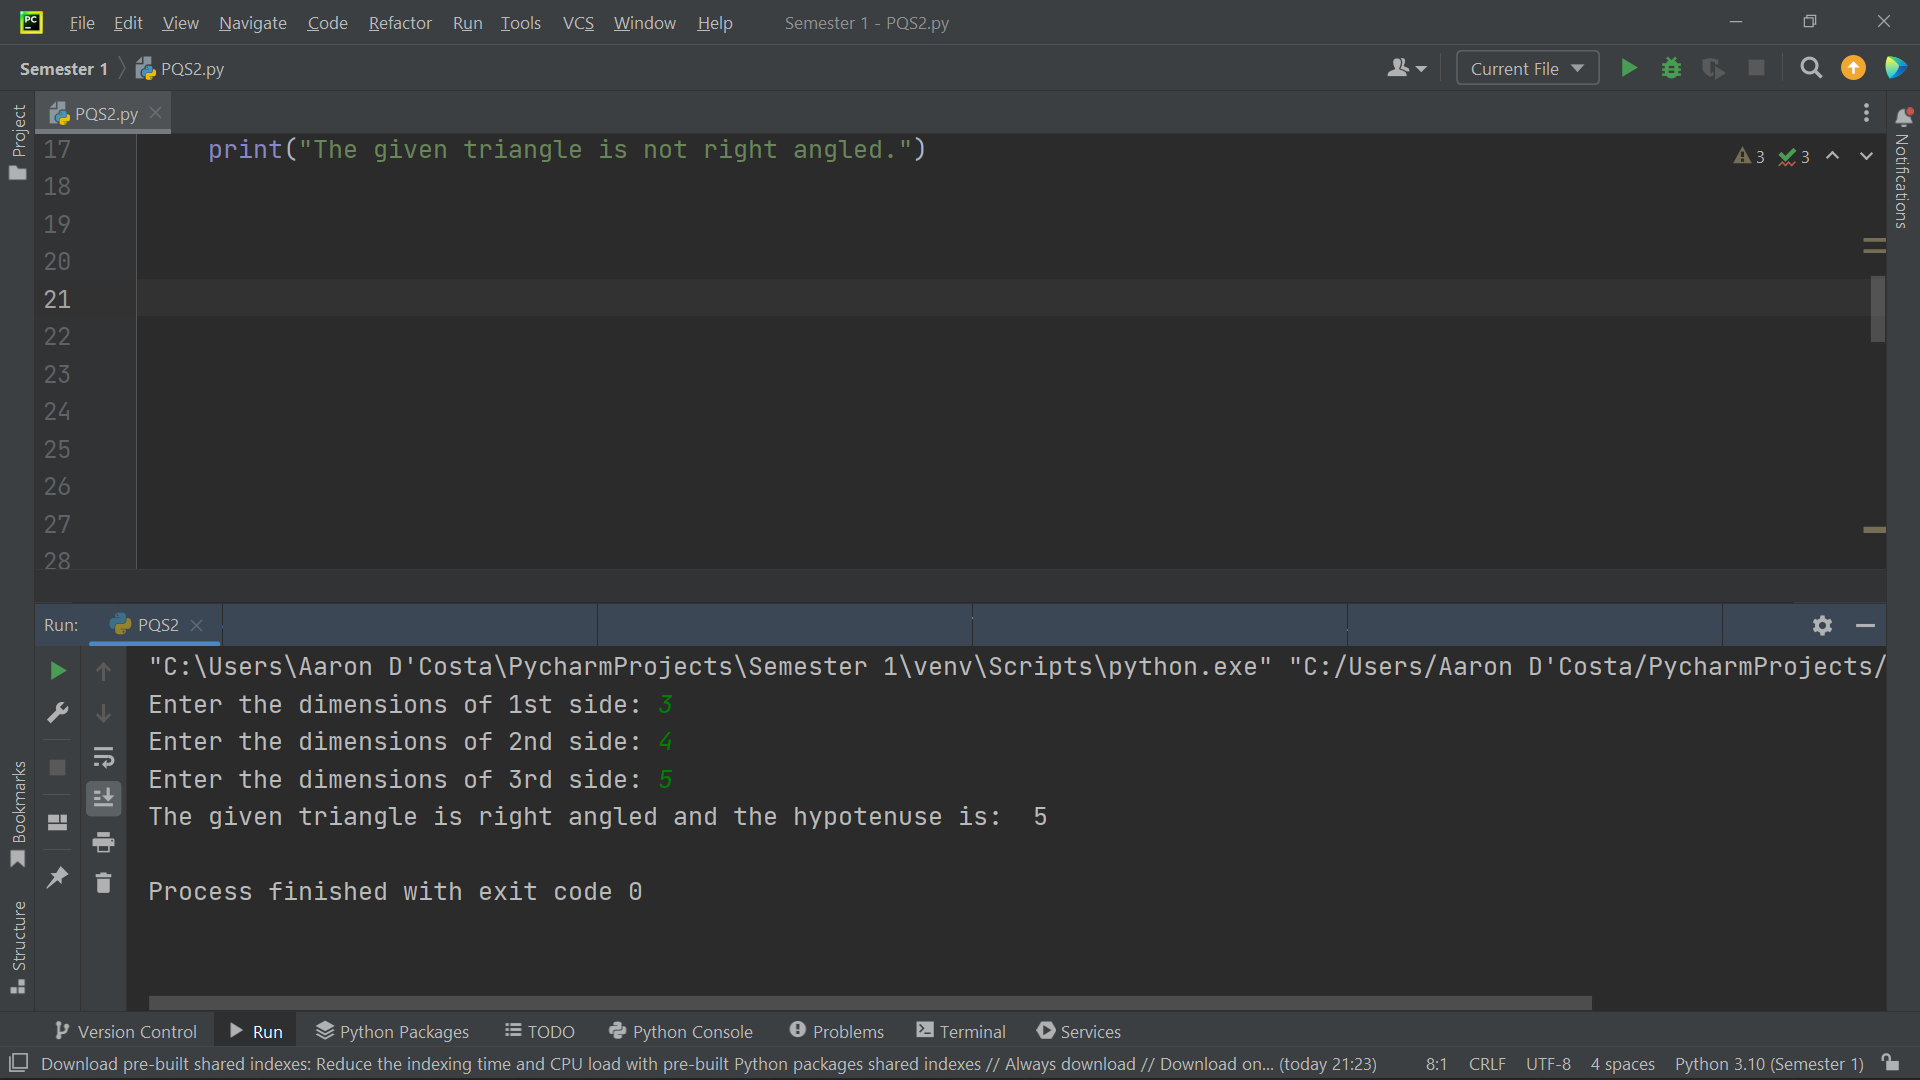 PC File Edit View Navigate Code Refactor Run Tools VCS Window Help Semester 1 - PQS2.py
Semester 1 PQS2.py Current File
PQS2.py
Project
Notifications
17 print("The given triangle is not right angled.") 3 3
18
19
20
21
22
23
24
25
26
27
28
Run: PQS2
"C:\Users\Aaron D'Costa\PycharmProjects\Semester 1\venv\Scripts\python.exe" "C:/Users/Aaron D'Costa/PycharmProjects/
Enter the dimensions of 1st side: 3
Enter the dimensions of 2nd side: 4
Enter the dimensions of 3rd side: 5
The given triangle is right angled and the hypotenuse is:  5
Process finished with exit code 0
Bookmarks
Structure
Version Control Run Python Packages TODO Python Console Problems Terminal Services
Download pre-built shared indexes: Reduce the indexing time and CPU load with pre-built Python packages shared indexes // Always download // Download on... (today 21:23) 8:1 CRLF UTF-8 4 spaces Python 3.10 (Semester 1)